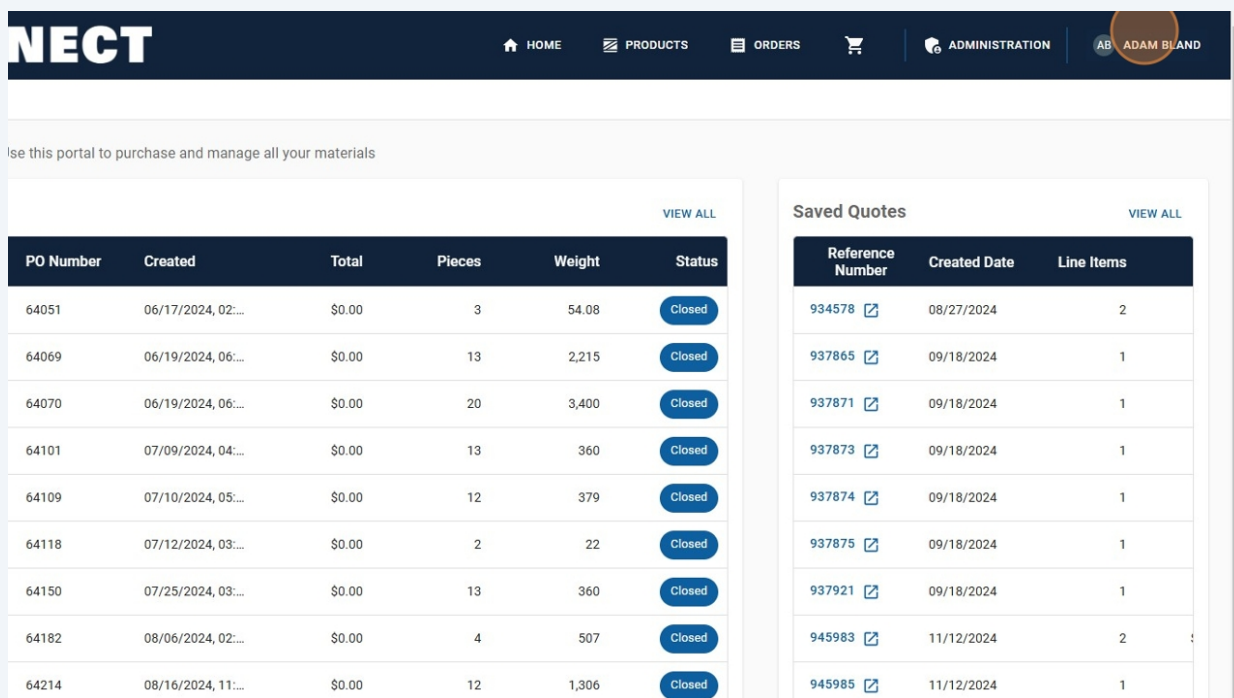 NECT
HOME PRODUCTS ORDERS ADMINISTRATION AB ADAM BLAND
Use this portal to purchase and manage all your materials
VIEW ALL
PO Number Created Total Pieces Weight Status
64051 06/17/2024, 02:... $0.00 3 54.08 Closed
64069 06/19/2024, 06:... $0.00 13 2,215 Closed
64070 06/19/2024, 06:... $0.00 20 3,400 Closed
64101 07/09/2024, 04:... $0.00 13 360 Closed
64109 07/10/2024, 05:... $0.00 12 379 Closed
64118 07/12/2024, 03:... $0.00 2 22 Closed
64150 07/25/2024, 03:... $0.00 13 360 Closed
64182 08/06/2024, 02:... $0.00 4 507 Closed
64214 08/16/2024, 11:... $0.00 12 1,306 Closed
Saved Quotes VIEW ALL
Reference
Number Created Date Line Items
934578 08/27/2024 2
937865 09/18/2024 1
937871 09/18/2024 1
937873 09/18/2024 1
937874 09/18/2024 1
937875 09/18/2024 1
937921 09/18/2024 1
945983 11/12/2024 2
945985 11/12/2024 1